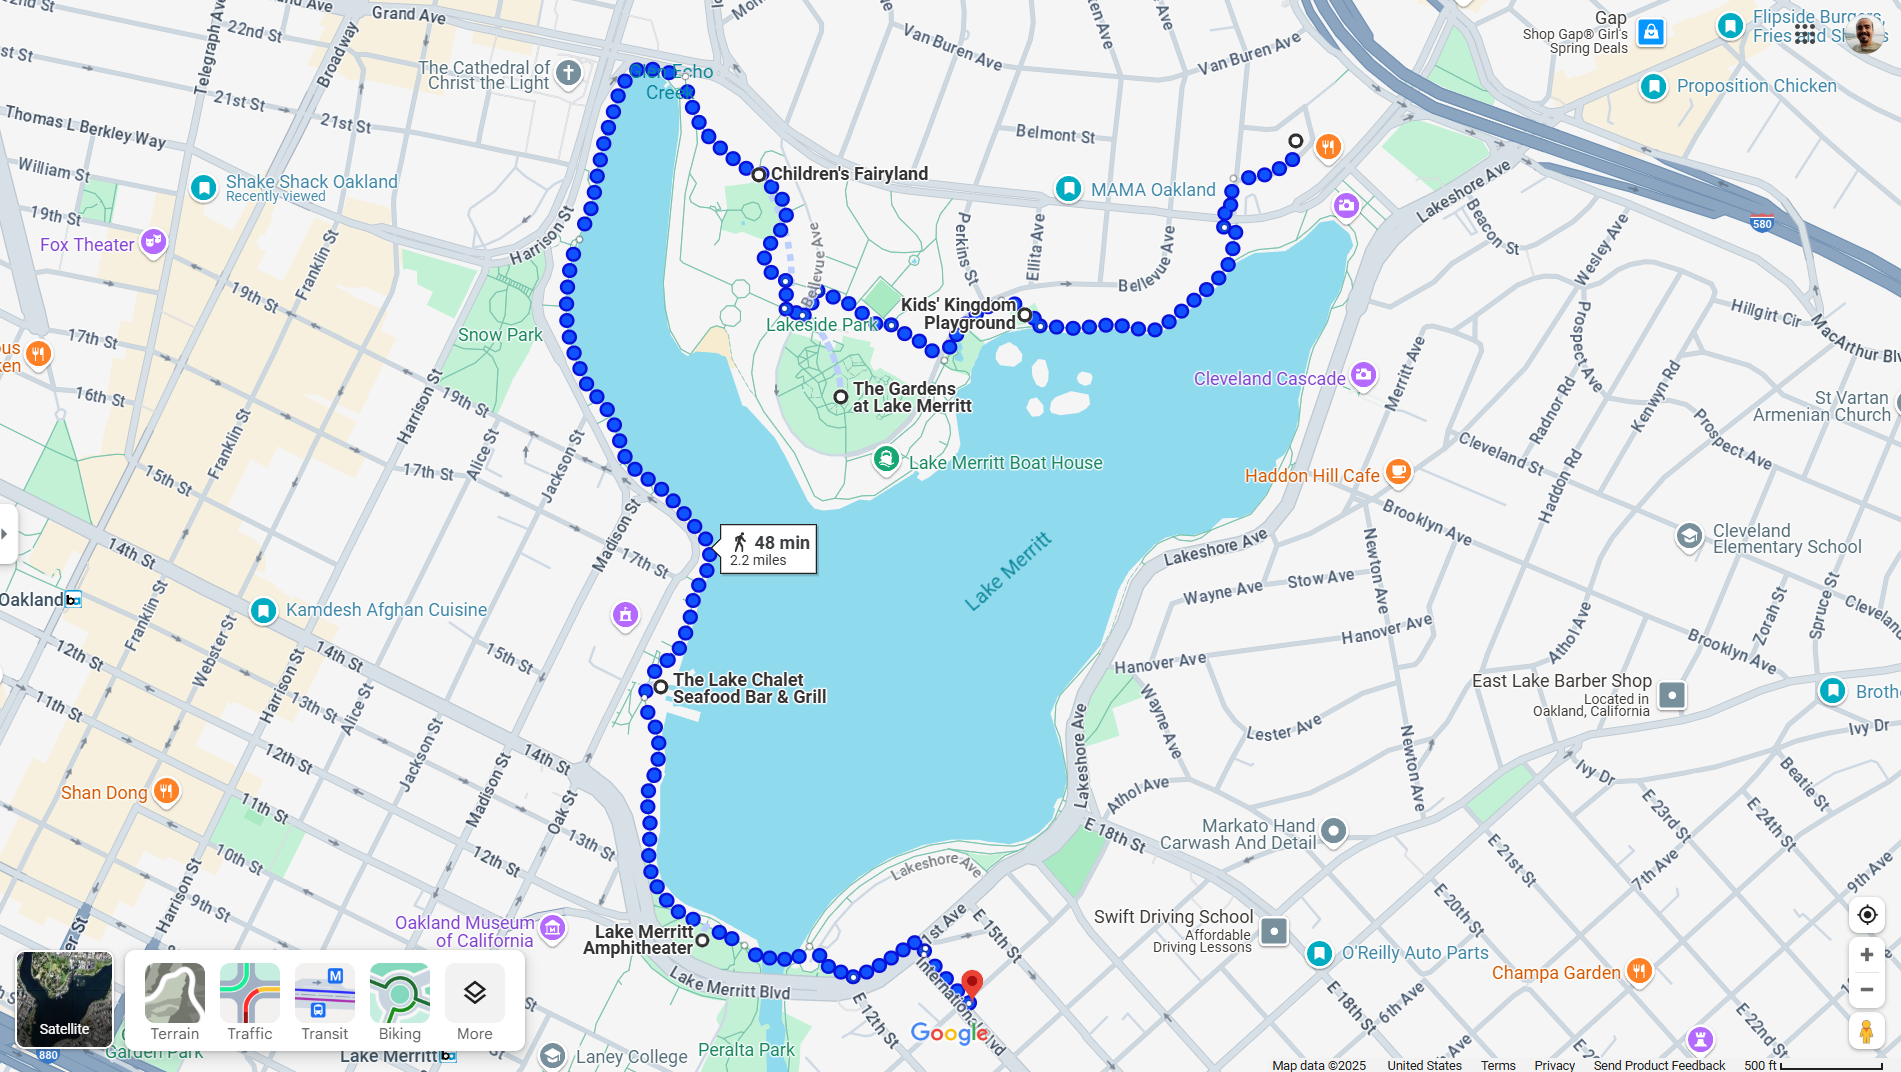 Grand Ave
22nd St
21st St
21st St
Telegraph Ave
Broadway
Thomas L Berkley Way
William St
19th St
The Cathedral of
Christ the Light
Glen Echo
Creek
Van Buren Ave
Van Buren Ave
Belmont St
Gap
Shop Gap® Girl's
Spring Deals
Flipside Burgers,
Proposition Chicken
Shake Shack Oakland
Recently viewed
Fox Theater
Franklin St
Harrison St
19th St
Snow Park
Children's Fairyland
MAMA Oakland
Bellevue Ave
Perkins St
Ellita Ave
Bellevue Ave
Lakeshore Ave
Beacon St
Wesley Ave
580
Hillgirt Cir
MacArthur Blv
Prospect Ave
Kids' Kingdom
Playground
Lakeside Park
The Gardens
at Lake Merritt
Cleveland Cascade
Merritt Ave
Radnor Rd
Kenwyn Rd
Prospect Ave
St Vartan
Armenian Church
17th St
16th St
15th St
Franklin St
Harrison St
17th St
Alice St
Jackson St
Madison St
17th St
Lake Merritt Boat House
Cleveland St
Haddon Rd
Haddon Hill Cafe
Brooklyn Ave
Cleveland
Elementary School
48 min
2.2 miles
Lake Merritt
Lakeshore Ave
Wayne Ave
Stow Ave
Newton Ave
Hanover Ave
Hanover Ave
Wayne Ave
Athol Ave
Zorah St
Spruce St
Cleveland
Brooklyn Ave
14th St
Oakland
Franklin St
Kamdesh Afghan Cuisine
Webster St
12th St
14th St
15th St
11th St
Harrison St
Alice St
The Lake Chalet
Seafood Bar & Grill
East Lake Barber Shop
Located in
Oakland, California
Ivy Dr
Lester Ave
Newton Ave
Lakeshore Ave
Athol Ave
Ivy Dr
Beatie St
12th St
Jackson St
Madison St
14th St
Oak St
Shan Dong
11th St
13th St
12th St
10th St
9th St
Harrison St
Markato Hand
Carwash And Detail
E 18th St
E 23rd St
E 24th St
E 21st St
7th Ave
9th Ave
E 20th St
Lakeshore Ave
Oakland Museum
of California
Lake Merritt
Amphitheater
1st Ave
E 15th St
Swift Driving School
Affordable
Driving Lessons
O'Reilly Auto Parts
Champa Garden
Lake Merritt Blvd
International Blvd
E 12th St
E 18th St
6th Ave
E 22nd St
Satellite
Terrain
Traffic
Transit
Biking
More
880
Garden Park
Lake Merritt
Laney College
Peralta Park
Google
Map data ©2025
United States
Terms
Privacy
Send Product Feedback
500 ft